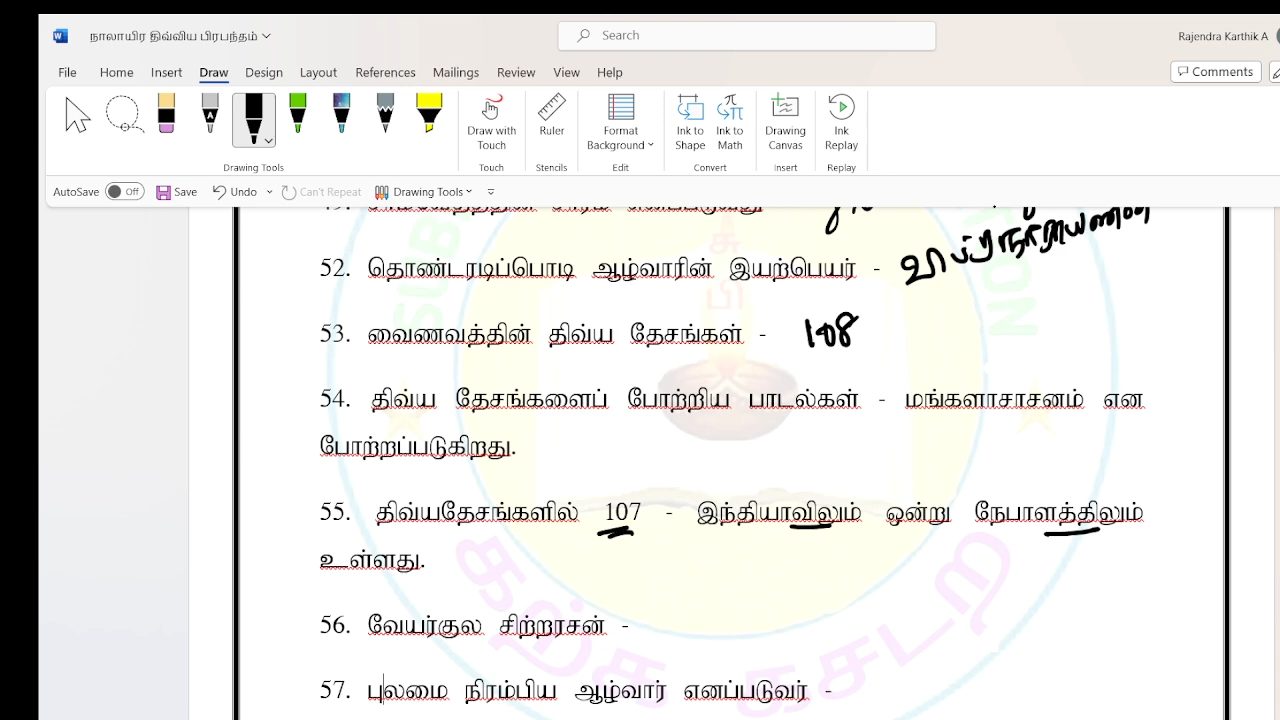 நாலாயிர திவ்விய பிரபந்தம்
Search
Rajendra Karthik A
File Home Insert Draw Design Layout References Mailings Review View Help
Comments
Draw with Touch
Ruler
Format Background
Ink to Shape
Ink to Math
Drawing Canvas
Ink Replay
Drawing Tools Touch Stencils Edit Convert Insert Replay
AutoSave Off Save Undo Can't Repeat Drawing Tools
52. தொண்டரடிப்பொடி ஆழ்வாரின் இயற்பெயர் - விப்ரநாராயணன்
53. வைணவத்தின் திவ்ய தேசங்கள் - 108
54. திவ்ய தேசங்களைப் போற்றிய பாடல்கள் - மங்களாசாசனம் என
போற்றப்படுகிறது.
55. திவ்யதேசங்களில் 107 - இந்தியாவிலும் ஒன்று நேபாளத்திலும்
உள்ளது.
56. வேயர்குல சிற்றரசன் -
57. புலமை நிரம்பிய ஆழ்வார் எனப்படுவர் -
கற்க கசடற